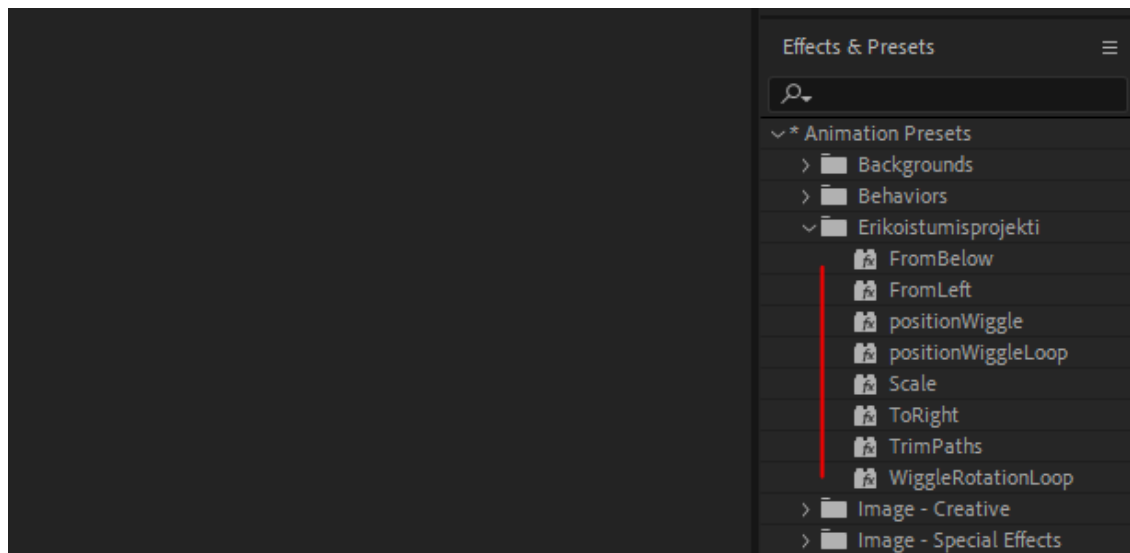 Effects & Presets
* Animation Presets
Backgrounds
Behaviors
Erikoistumisprojekti
FromBelow
FromLeft
positionWiggle
positionWiggleLoop
Scale
ToRight
TrimPaths
WiggleRotationLoop
Image - Creative
Image - Special Effects